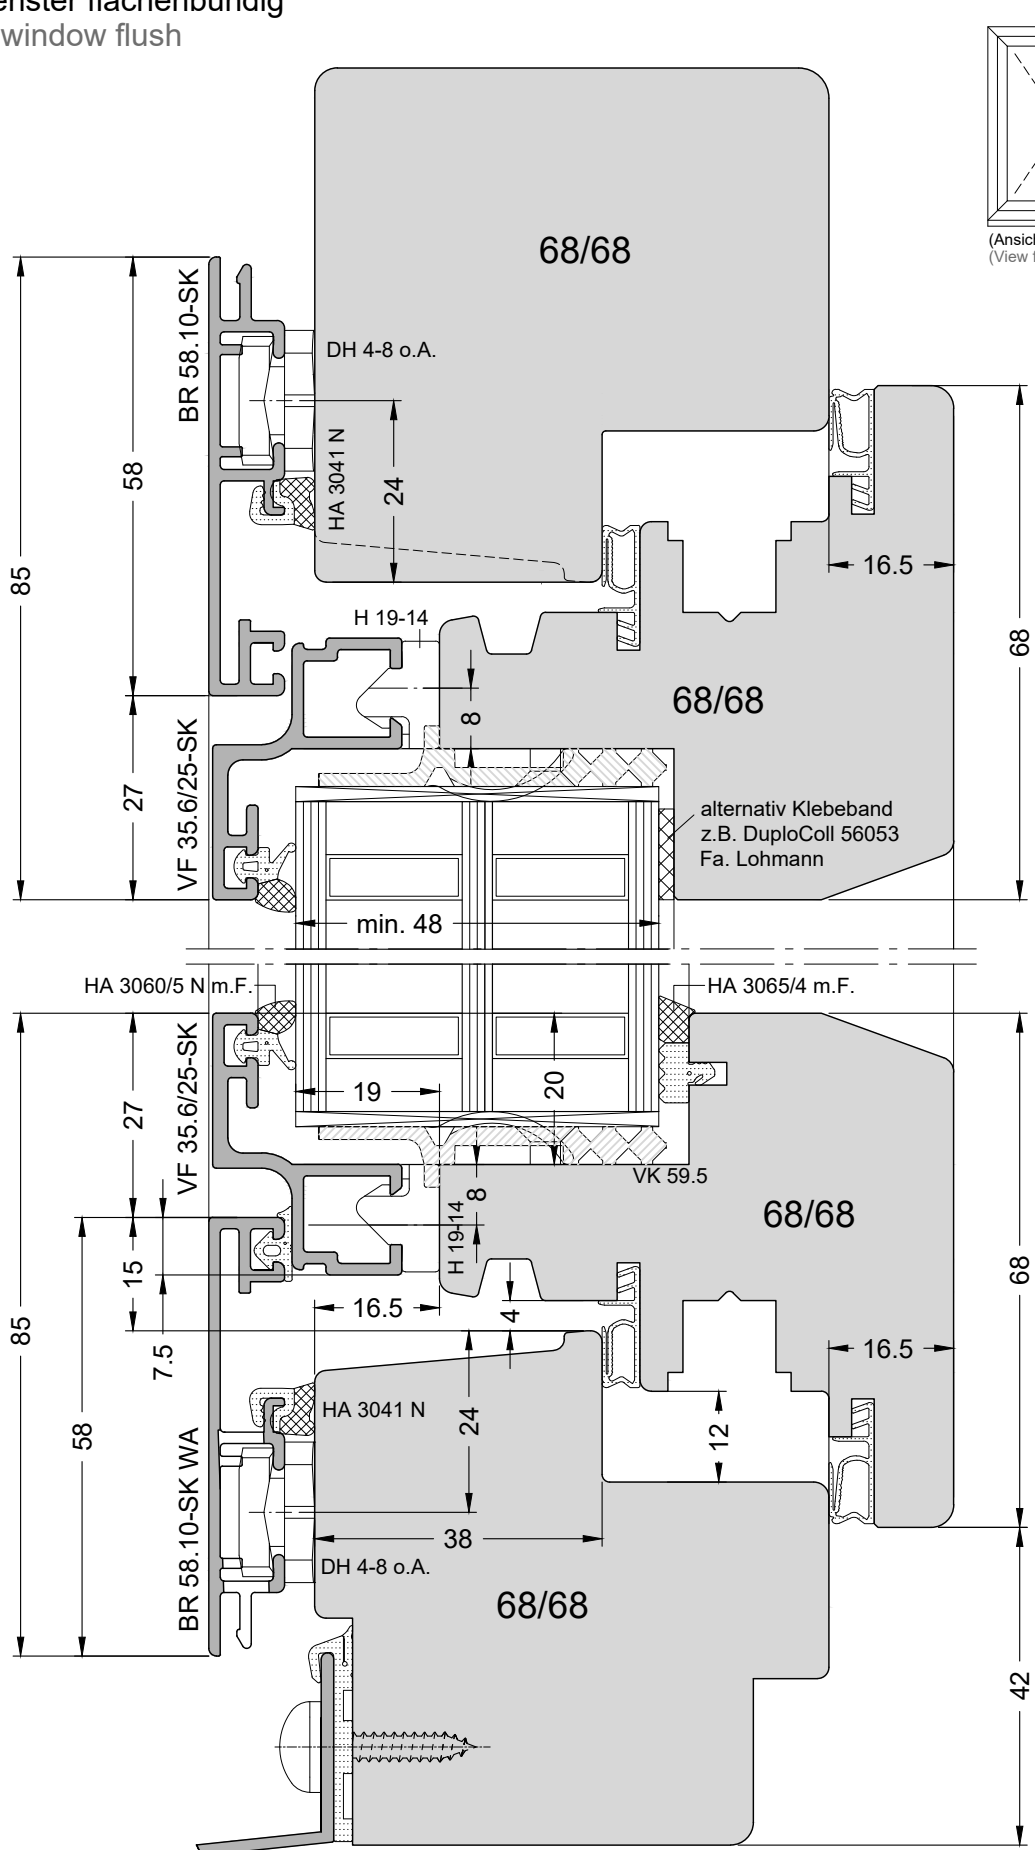 window flush
68/68
BR 58.10-SK
DH 4-8 o.A.
HA 3041 N
24
58
85
16.5
H 19-14
68
68/68
8
VF 35.6/25-SK
27
alternativ Klebeband
z.B. DuploColl 56053
Fa. Lohmann
min. 48
HA 3060/5 N m.F.
HA 3065/4 m.F.
VF 35.6/25-SK
27
19
20
VK 59.5
8
H 19-14
68/68
68
15
7.5
16.5
4
16.5
85
58
HA 3041 N
24
12
BR 58.10-SK WA
38
DH 4-8 o.A.
68/68
42